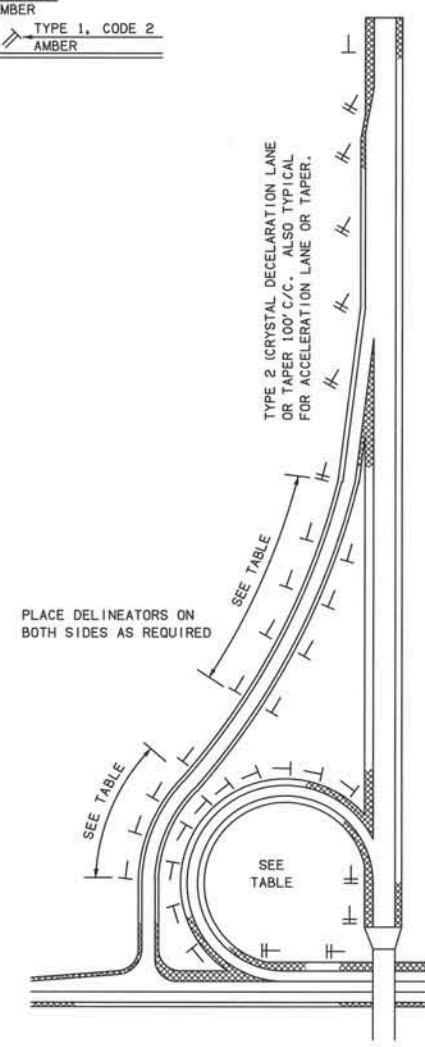 AMBER
TYPE 1, CODE 2
AMBER
TYPE 2 (CRYSTAL DECELARATION LANE
OR TAPER 100' C/C. ALSO TYPICAL
FOR ACCELERATION LANE OR TAPER.
SEE TABLE
PLACE DELINEATORS ON
BOTH SIDES AS REQUIRED
SEE TABLE
SEE
TABLE